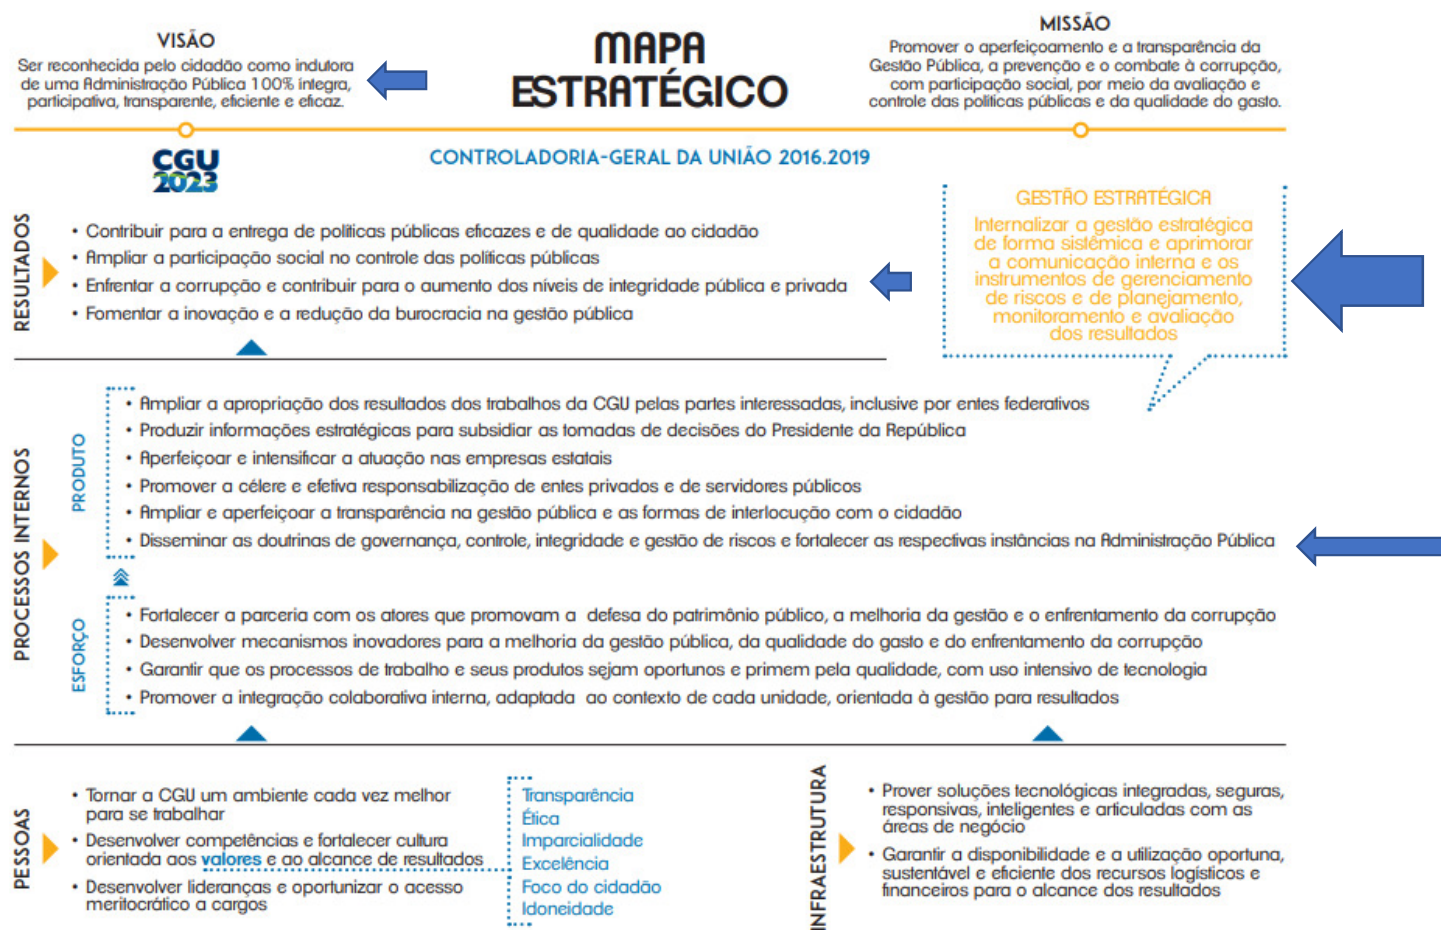 VISÃO
Ser reconhecida pelo cidadão como indutora
de uma Administração Pública 100% íntegra,
participativa, transparente, eficiente e eficaz.
MAPA
ESTRATÉGICO
MISSÃO
Promover o aperfeiçoamento e a transparência da
Gestão Pública, a prevenção e o combate à corrupção,
com participação social, por meio da avaliação e
controle das políticas públicas e da qualidade do gasto.
CGU
2023
CONTROLADORIA-GERAL DA UNIÃO 2016.2019
RESULTADOS
• Contribuir para a entrega de políticas públicas eficazes e de qualidade ao cidadão
• Ampliar a participação social no controle das políticas públicas
• Enfrentar a corrupção e contribuir para o aumento dos níveis de integridade pública e privada
• Fomentar a inovação e a redução da burocracia na gestão pública
GESTÃO ESTRATÉGICA
Internalizar a gestão estratégica
de forma sistêmica e aprimorar
a comunicação interna e os
instrumentos de gerenciamento
de riscos e de planejamento,
monitoramento e avaliação
dos resultados
PROCESSOS INTERNOS
PRODUTO
• Ampliar a apropriação dos resultados dos trabalhos da CGU pelas partes interessadas, inclusive por entes federativos
• Produzir informações estratégicas para subsidiar as tomadas de decisões do Presidente da República
• Aperfeiçoar e intensificar a atuação nas empresas estatais
• Promover a célere e efetiva responsabilização de entes privados e de servidores públicos
• Ampliar e aperfeiçoar a transparência na gestão pública e as formas de interlocução com o cidadão
• Disseminar as doutrinas de governança, controle, integridade e gestão de riscos e fortalecer as respectivas instâncias na Administração Pública
ESFORÇO
• Fortalecer a parceria com os atores que promovam a defesa do patrimônio público, a melhoria da gestão e o enfrentamento da corrupção
• Desenvolver mecanismos inovadores para a melhoria da gestão pública, da qualidade do gasto e do enfrentamento da corrupção
• Garantir que os processos de trabalho e seus produtos sejam oportunos e primem pela qualidade, com uso intensivo de tecnologia
• Promover a integração colaborativa interna, adaptada ao contexto de cada unidade, orientada à gestão para resultados
PESSOAS
• Tornar a CGU um ambiente cada vez melhor
para se trabalhar
• Desenvolver competências e fortalecer cultura
orientada aos valores e ao alcance de resultados
• Desenvolver lideranças e oportunizar o acesso
meritocrático a cargos
Transparência
Ética
Imparcialidade
Excelência
Foco do cidadão
Idoneidade
INFRAESTRUTURA
• Prover soluções tecnológicas integradas, seguras,
responsivas, inteligentes e articuladas com as
áreas de negócio
• Garantir a disponibilidade e a utilização oportuna,
sustentável e eficiente dos recursos logísticos e
financeiros para o alcance dos resultados